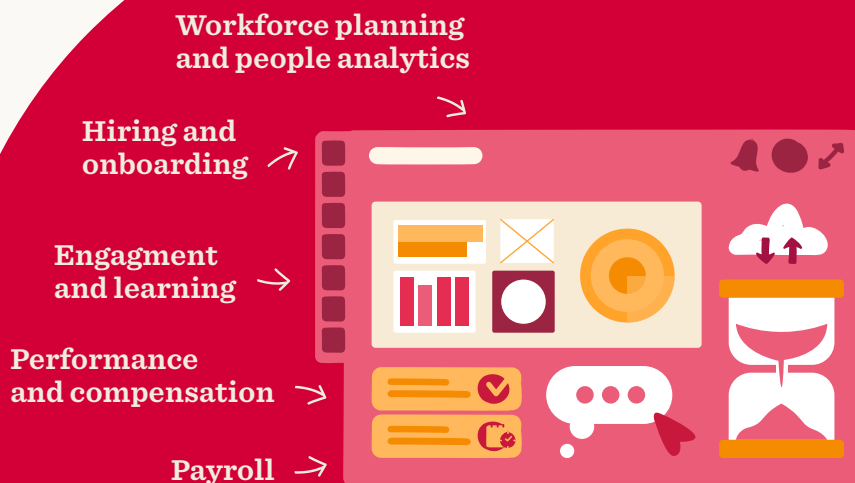 Workforce planning
and people analytics
Hiring and
onboarding
Engagment
and learning
Performance
and compensation
Payroll